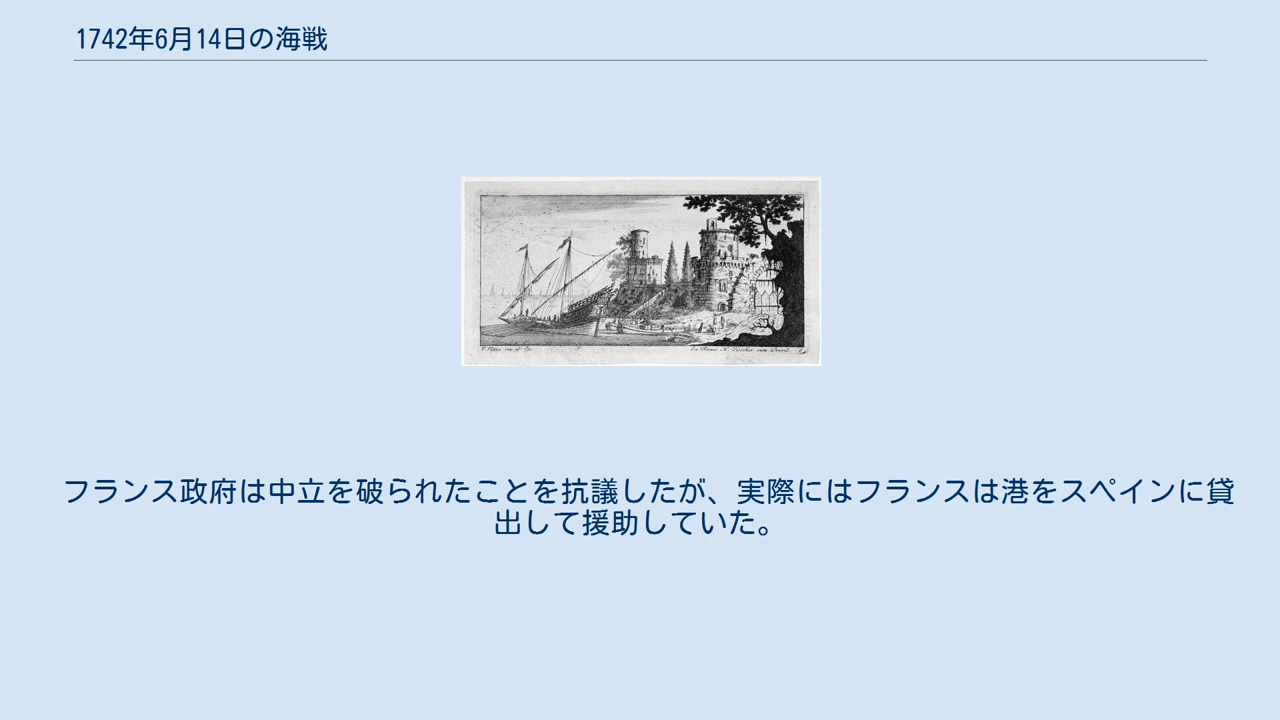 1742年6月14日の海戦
フランス政府は中立を破られたことを抗議したが、実際にはフランスは港をスペインに貸
出して援助していた。